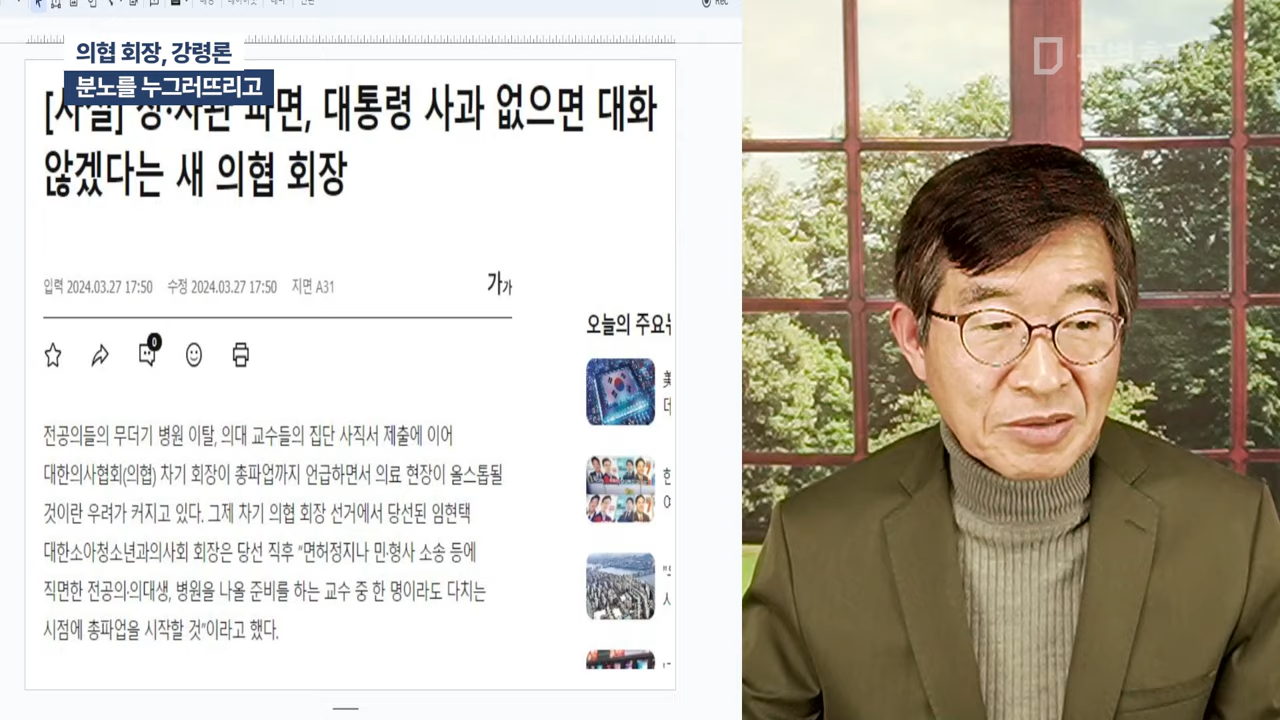 Rec
의협 회장, 강령론
분노를 누그러뜨리고
[사설] 장·차관 파면, 대통령 사과 없으면 대화
않겠다는 새 의협 회장
입력 2024.03.27 17:50 수정 2024.03.27 17:50 지면 A31
가가
오늘의 주요
0
전공의들의 무더기 병원 이탈, 의대 교수들의 집단 사직서 제출에 이어
대한의사협회(의협) 차기 회장이 총파업까지 언급하면서 의료 현장이 올스톱될
것이란 우려가 커지고 있다. 그제 차기 의협 회장 선거에서 당선된 임현택
대한소아청소년과의사회 회장은 당선 직후 “면허정지나 민·형사 소송 등에
직면한 전공의·의대생, 병원을 나올 준비를 하는 교수 중 한 명이라도 다치는
시점에 총파업을 시작할 것”이라고 했다.